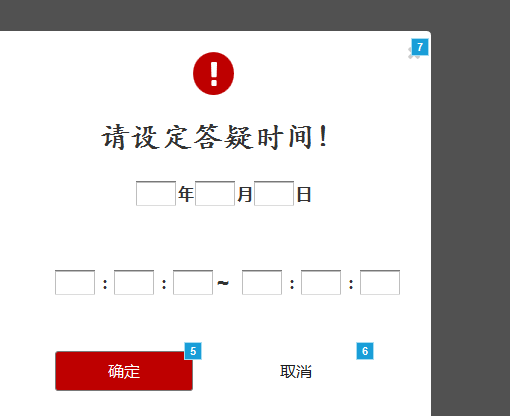 7
!
请设定答疑时间!
年 月 日
: : ~ : :
5 6
确定 取消